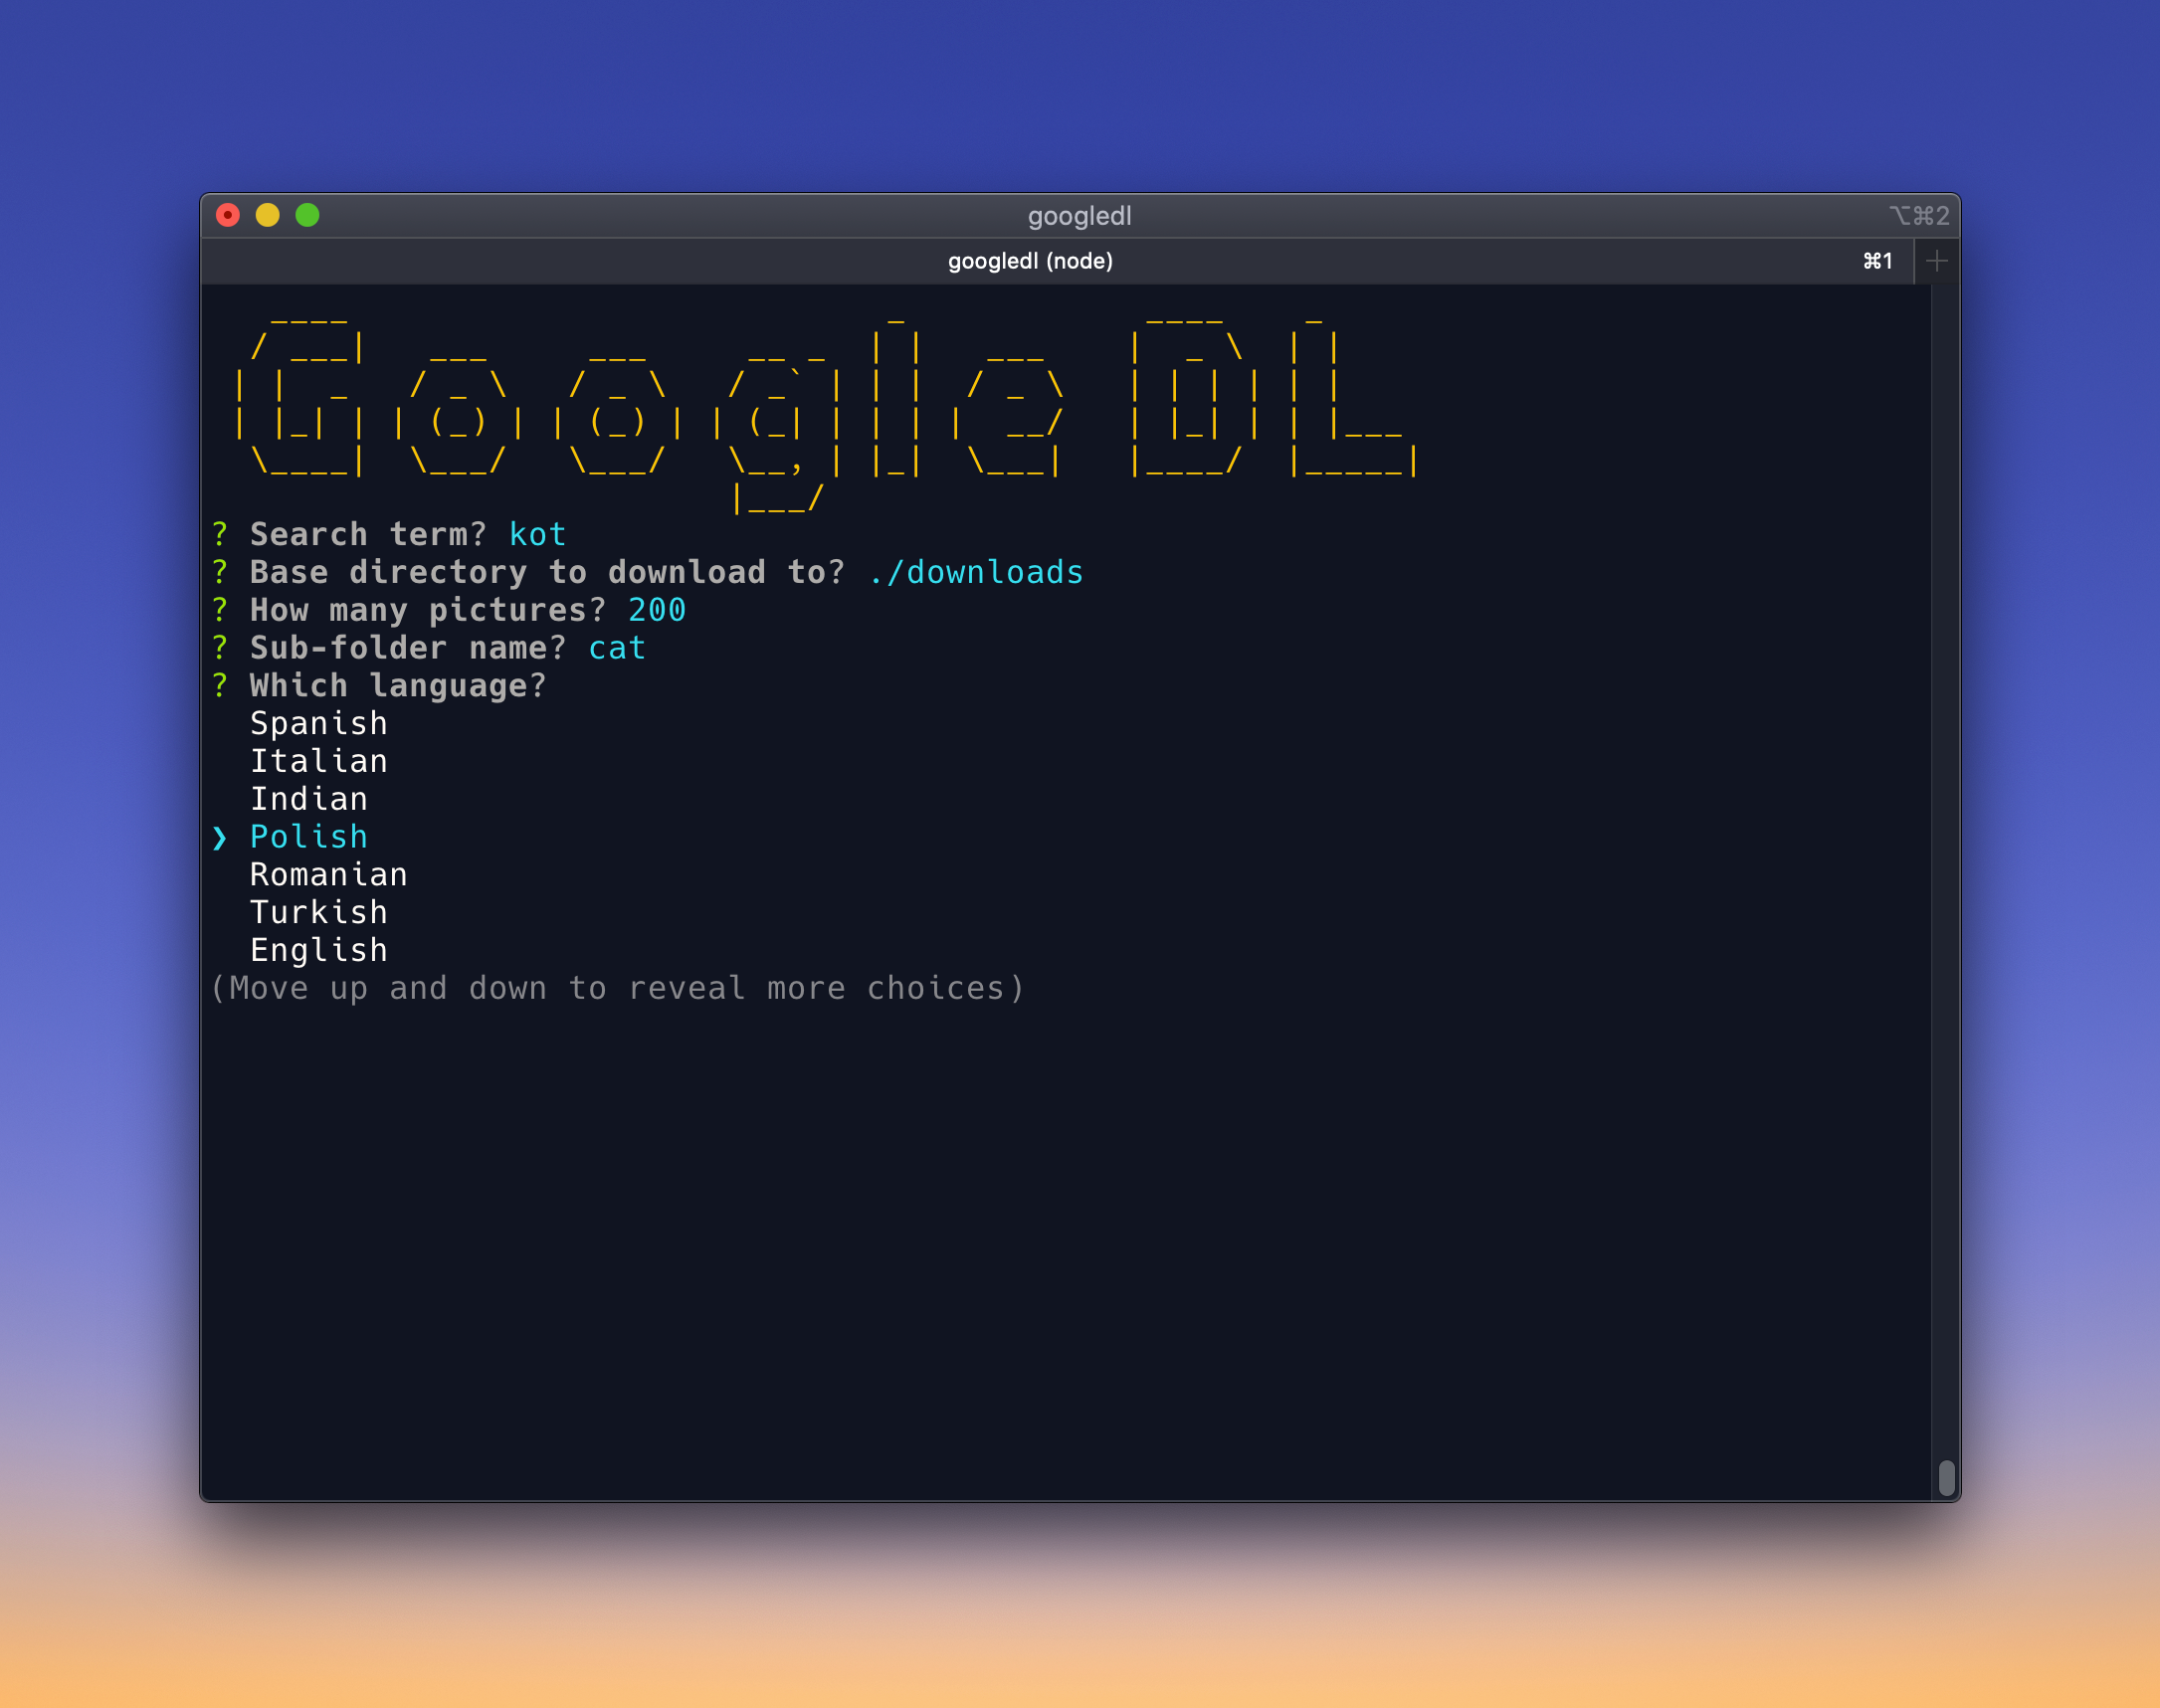 googledl ⌥⌘2
googledl (node) ⌘1 +
Google DL
? Search term? kot
? Base directory to download to? ./downloads
? How many pictures? 200
? Sub-folder name? cat
? Which language?
Spanish
Italian
Indian
❯ Polish
Romanian
Turkish
English
(Move up and down to reveal more choices)